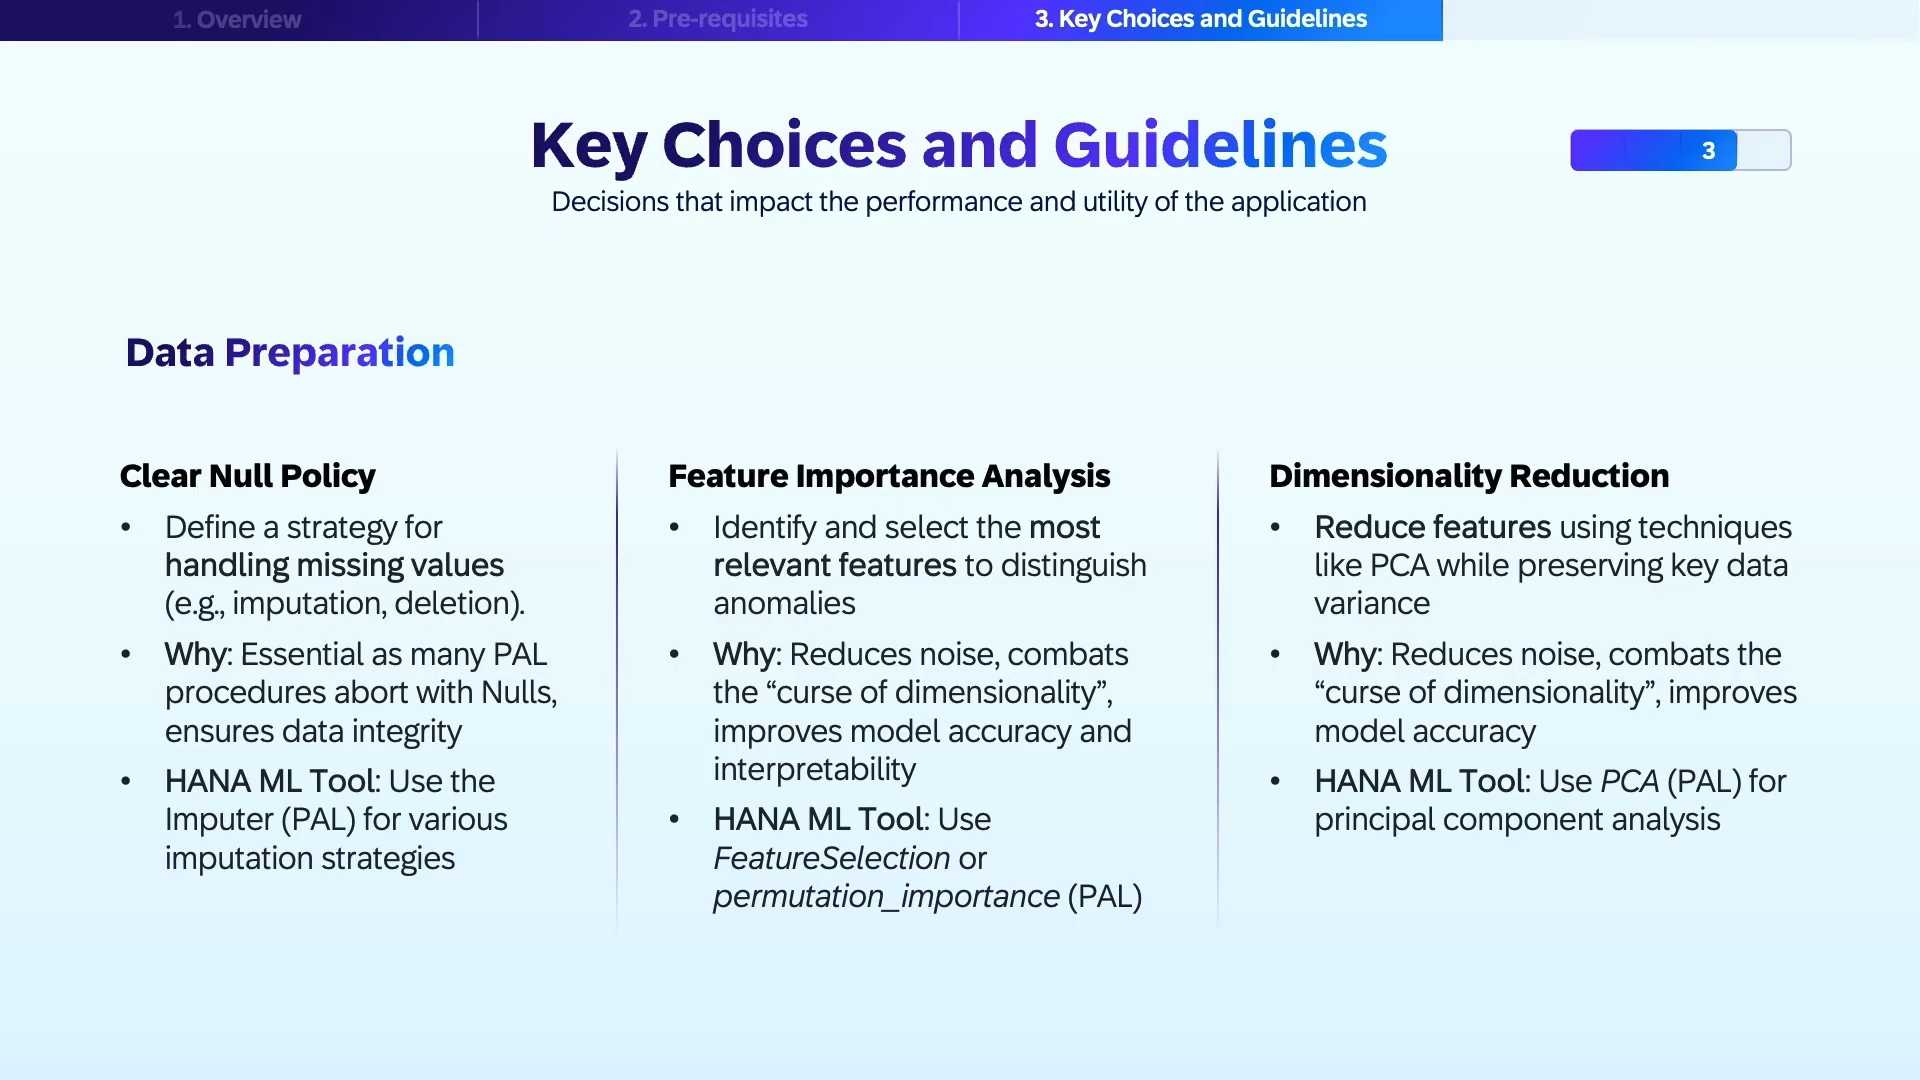 1. Overview
2. Pre-requisites
3. Key Choices and Guidelines
Key Choices and Guidelines
3
Decisions that impact the performance and utility of the application
Data Preparation
Clear Null Policy
• Define a strategy for
handling missing values
(e.g., imputation, deletion).
• Why: Essential as many PAL
procedures abort with Nulls,
ensures data integrity
• HANA ML Tool: Use the
Imputer (PAL) for various
imputation strategies
Feature Importance Analysis
• Identify and select the most
relevant features to distinguish
anomalies
• Why: Reduces noise, combats
the “curse of dimensionality”,
improves model accuracy and
interpretability
• HANA ML Tool: Use
FeatureSelection or
permutation_importance (PAL)
Dimensionality Reduction
• Reduce features using techniques
like PCA while preserving key data
variance
• Why: Reduces noise, combats the
“curse of dimensionality”, improves
model accuracy
• HANA ML Tool: Use PCA (PAL) for
principal component analysis